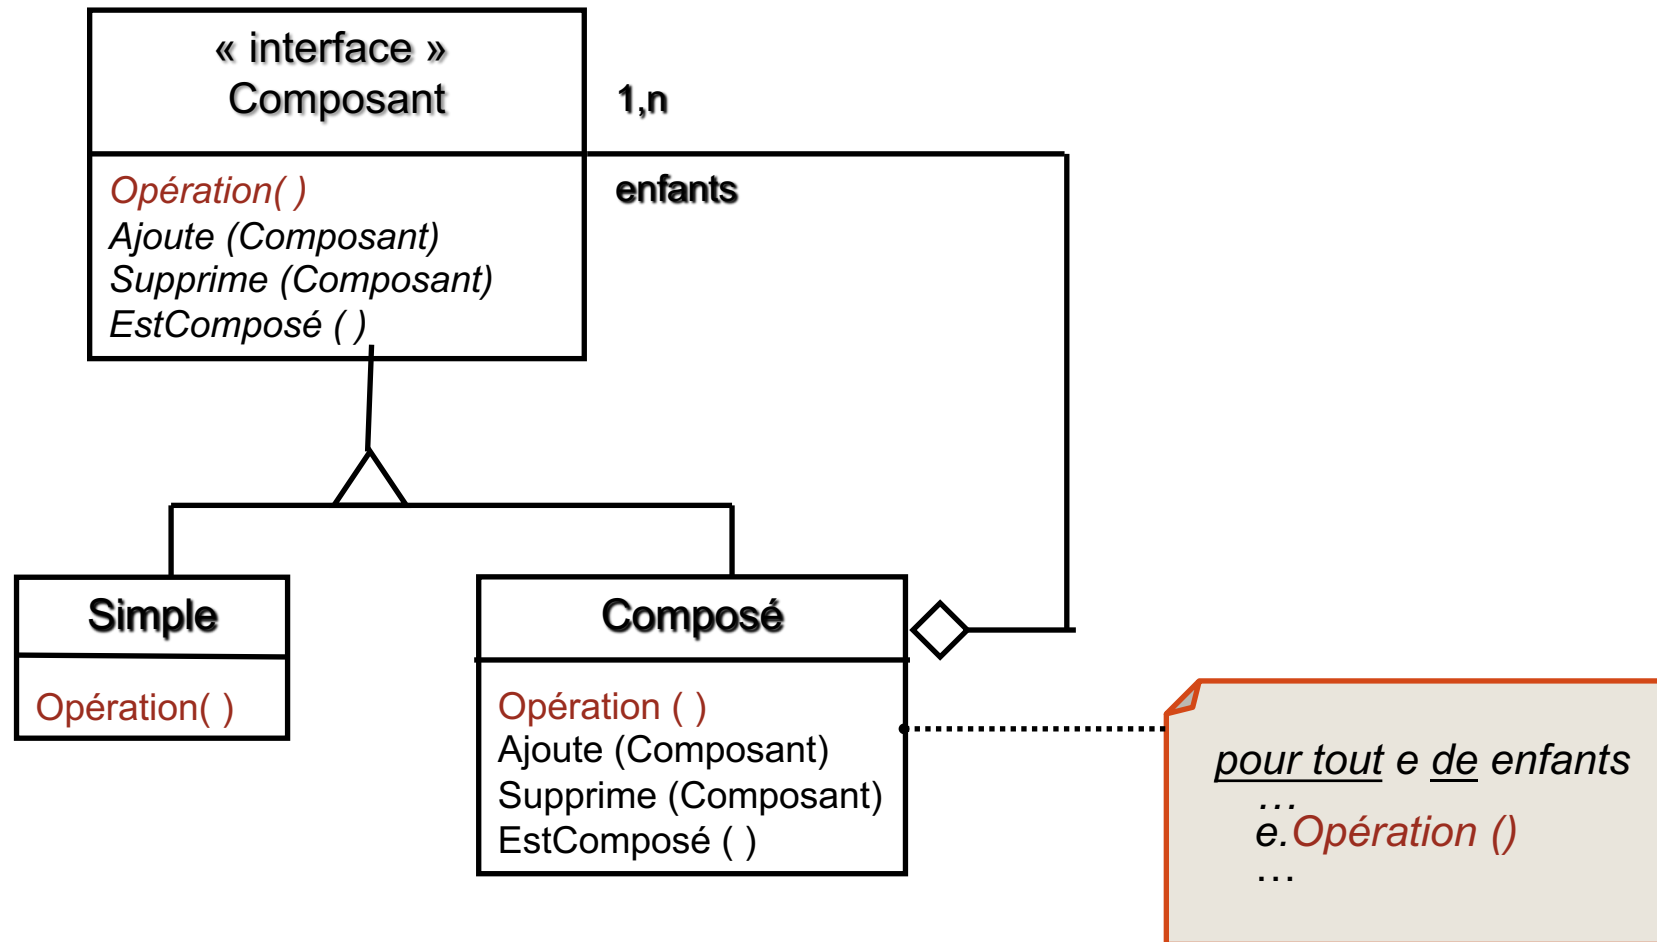 « interface »
Composant
1,n
enfants
Opération( )
Ajoute (Composant)
Supprime (Composant)
EstComposé ( )
Simple
Opération( )
Composé
Opération ( )
Ajoute (Composant)
Supprime (Composant)
EstComposé ( )
pour tout e de enfants
…
e.Opération ()
…